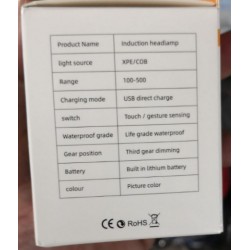 Product Name Induction headlamp
light source XPE/COB
Range 100-500
Charging mode USB direct charge
switch Touch / gesture sensing
Waterproof grade Life grade waterproof
Gear position Third gear dimming
Battery Built in lithium battery
colour Picture color
CE RoHS